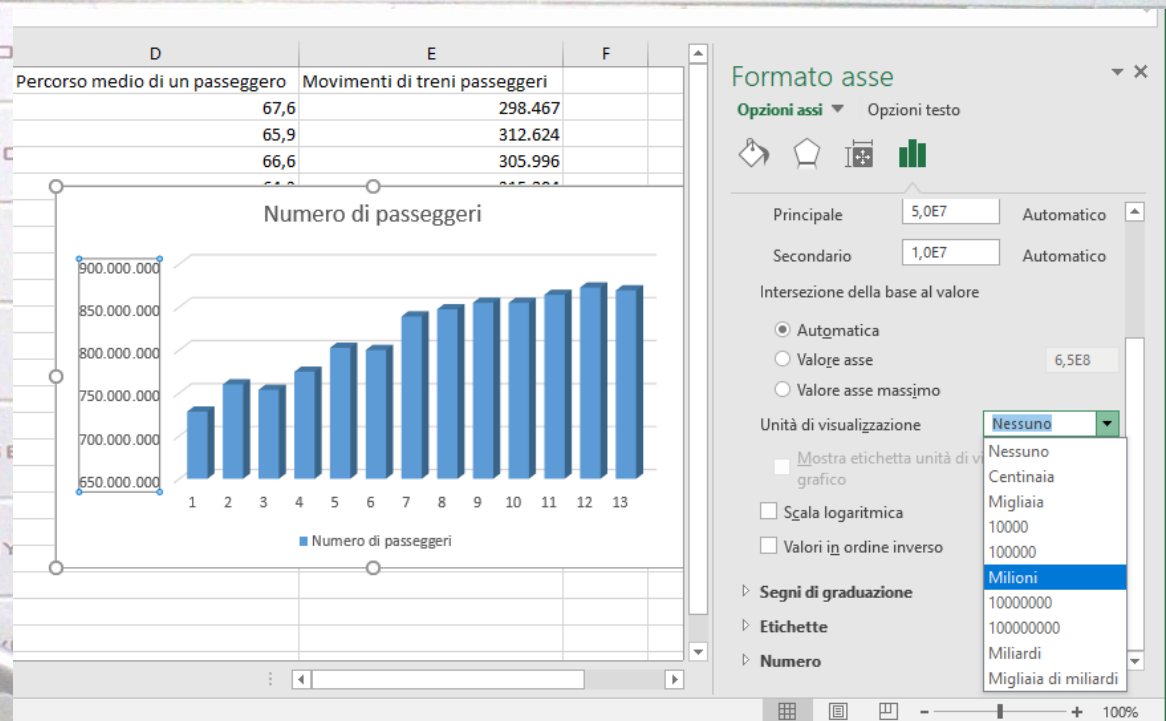 D E F
Percorso medio di un passeggero Movimenti di treni passeggeri
67,6 298.467
65,9 312.624
66,6 305.996
Numero di passeggeri
900.000.000
850.000.000
800.000.000
750.000.000
700.000.000
650.000.000
1 2 3 4 5 6 7 8 9 10 11 12 13
Numero di passeggeri
Formato asse
Opzioni assi Opzioni testo
Principale 5,0E7 Automatico
Secondario 1,0E7 Automatico
Intersezione della base al valore
Automatica
Valore asse 6,5E8
Valore asse massimo
Unità di visualizzazione Nessuno
Mostra etichetta unità di
grafico
Scala logaritmica
Valori in ordine inverso
Segni di graduazione
Etichette
Numero
Nessuno
Centinaia
Migliaia
10000
100000
Milioni
10000000
100000000
Miliardi
Migliaia di miliardi
100%